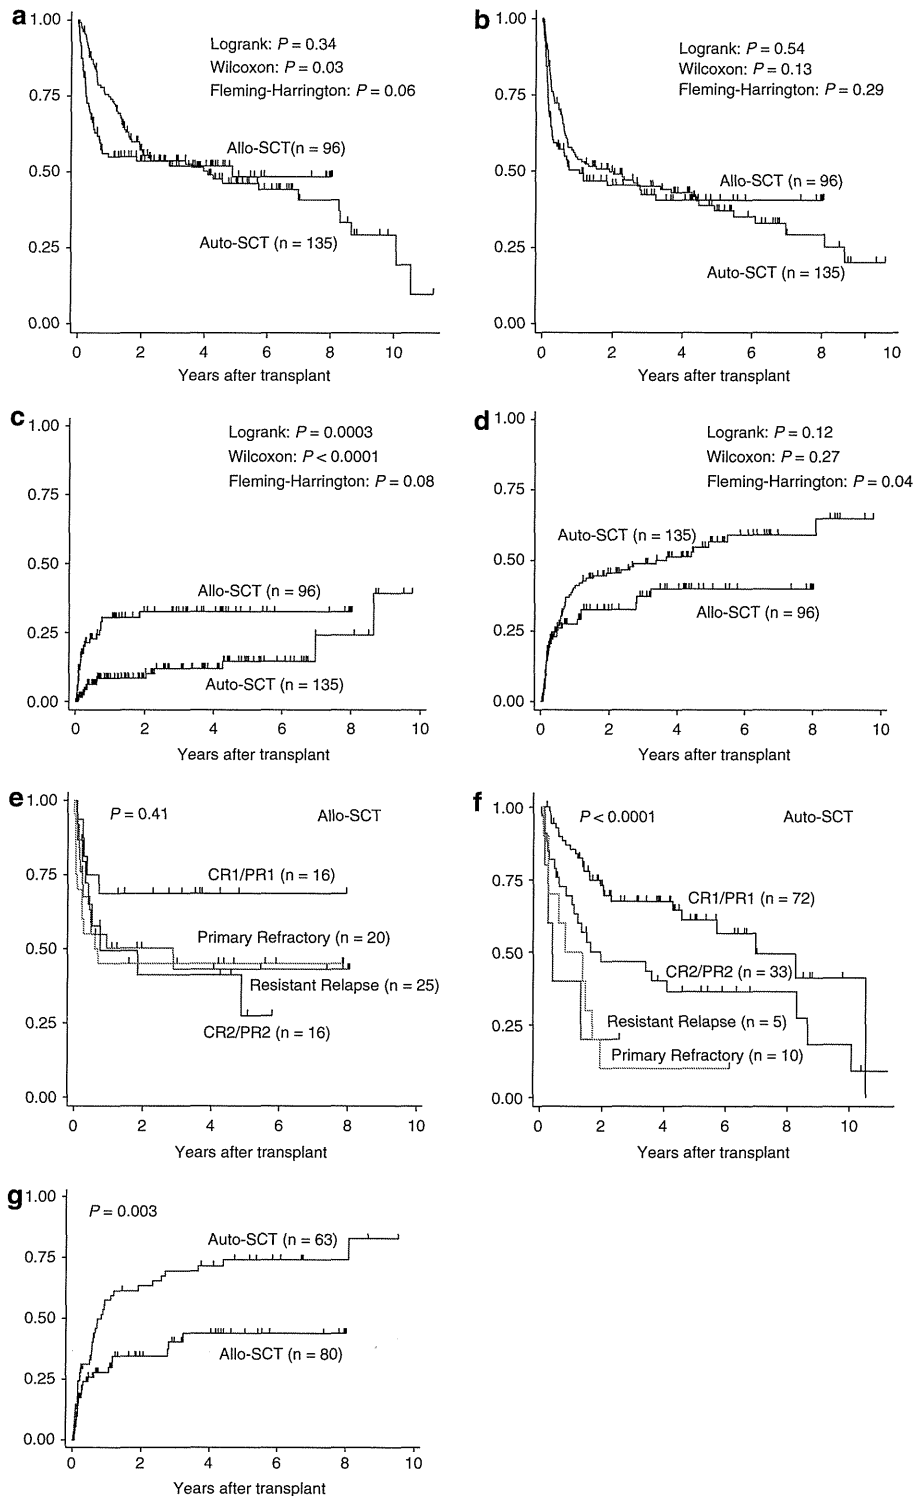 a
1.00
0.75
0.50
0.25
0.00
Logrank: P = 0.34
Wilcoxon: P = 0.03
Fleming-Harrington: P = 0.06
Allo-SCT(n = 96)
Auto-SCT (n = 135)
0 2 4 6 8 10
Years after transplant
b
1.00
0.75
0.50
0.25
0.00
Logrank: P = 0.54
Wilcoxon: P = 0.13
Fleming-Harrington: P = 0.29
Allo-SCT (n = 96)
Auto-SCT (n = 135)
0 2 4 6 8 10
Years after transplant
c
1.00
0.75
0.50
0.25
0.00
Logrank: P = 0.0003
Wilcoxon: P < 0.0001
Fleming-Harrington: P = 0.08
Allo-SCT (n = 96)
Auto-SCT (n = 135)
0 2 4 6 8 10
Years after transplant
d
1.00
0.75
0.50
0.25
0.00
Logrank: P = 0.12
Wilcoxon: P = 0.27
Fleming-Harrington: P = 0.04
Auto-SCT (n = 135)
Allo-SCT (n = 96)
0 2 4 6 8 10
Years after transplant
e
1.00
0.75
0.50
0.25
0.00
P = 0.41
Allo-SCT
CR1/PR1 (n = 16)
Primary Refractory (n = 20)
Resistant Relapse (n = 25)
CR2/PR2 (n = 16)
0 2 4 6 8 10
Years after transplant
f
1.00
0.75
0.50
0.25
0.00
P < 0.0001
Auto-SCT
CR1/PR1 (n = 72)
CR2/PR2 (n = 33)
Resistant Relapse (n = 5)
Primary Refractory (n = 10)
0 2 4 6 8 10
Years after transplant
g
1.00
0.75
0.50
0.25
0.00
P = 0.003
Auto-SCT (n = 63)
Allo-SCT (n = 80)
0 2 4 6 8 10
Years after transplant